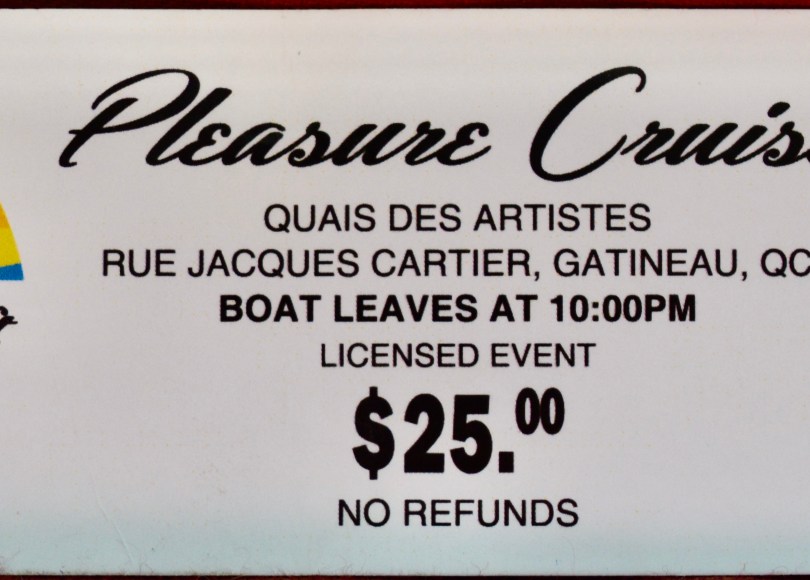 Pleasure Cruis
QUAIS DES ARTISTES
RUE JACQUES CARTIER, GATINEAU, QC
BOAT LEAVES AT 10:00PM
LICENSED EVENT
$25.00
NO REFUNDS